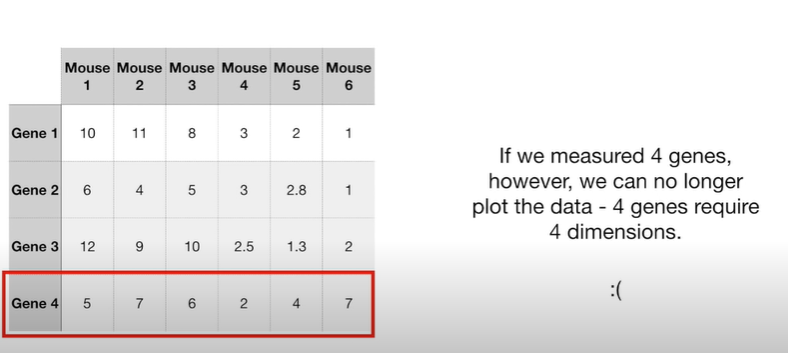 Mouse Mouse Mouse Mouse Mouse Mouse
1 2 3 4 5 6
Gene 1 10 11 8 3 2 1
Gene 2 6 4 5 3 2.8 1
Gene 3 12 9 10 2.5 1.3 2
Gene 4 5 7 6 2 4 7
If we measured 4 genes,
however, we can no longer
plot the data - 4 genes require
4 dimensions.
:(